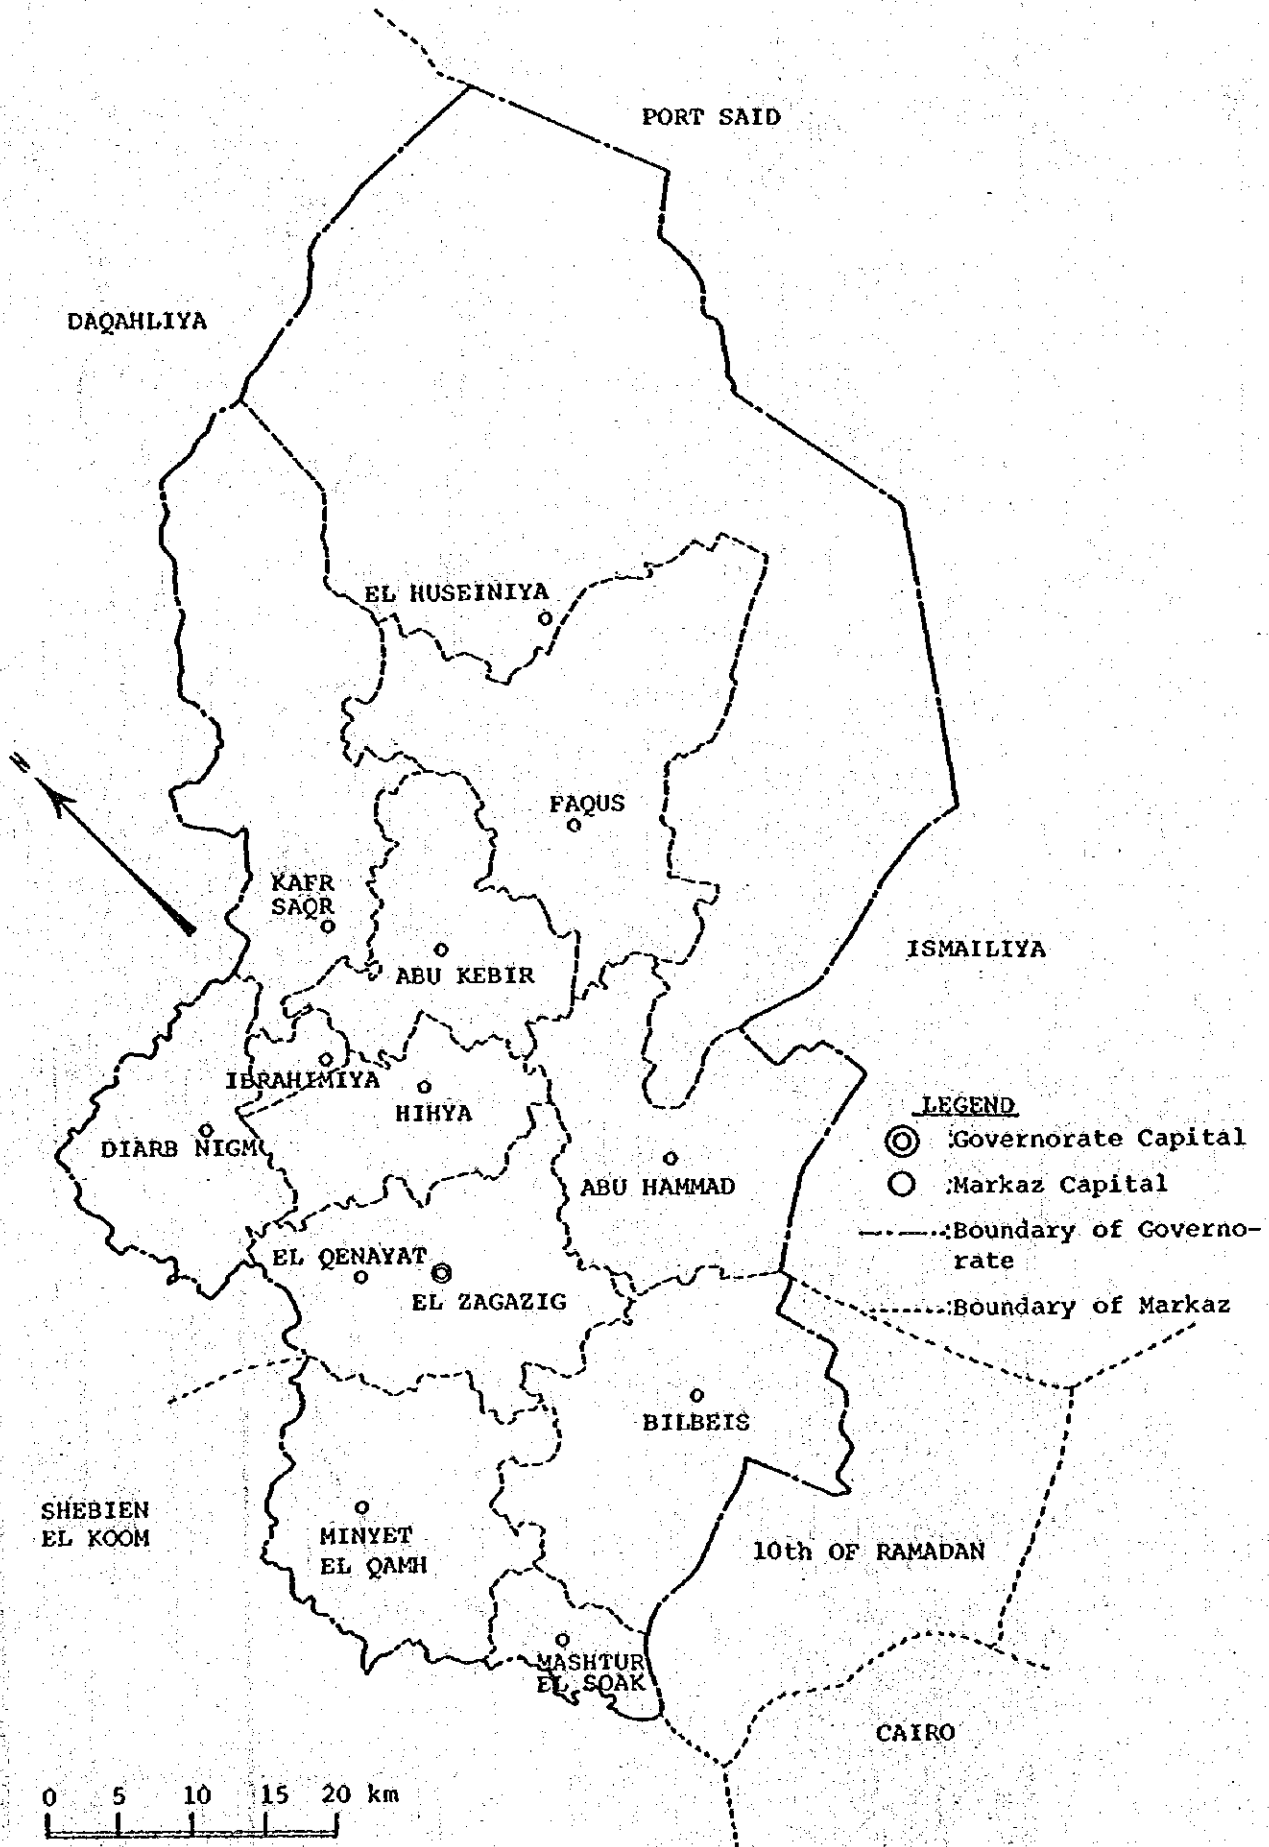 PORT SAID
DAQAHLIYA
EL HUSEINIYA
N
FAQUS
KAFR
SAQR
ISMAILIYA
ABU KEBIR
IBRAHIMIYA
HIHYA
LEGEND
:Governorate Capital
DIARB NIGM
ABU HAMMAD
:Markaz Capital
:Boundary of Governo-
rate
EL QENAYAT
EL ZAGAZIG
:Boundary of Markaz
BILBEIS
SHEBIEN
EL KOOM
MINYET
EL QAMH
10th OF RAMADAN
MASHTUR
EL SOAK
CAIRO
0 5 10 15 20 km